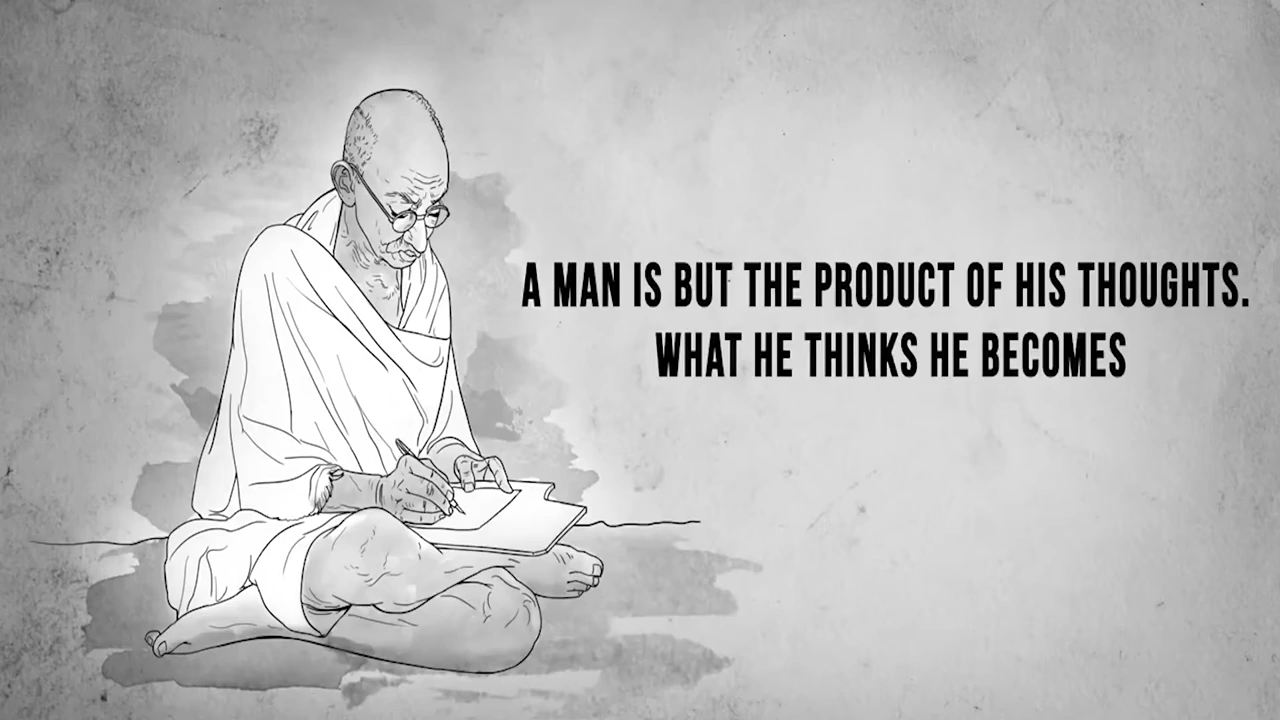 A MAN IS BUT THE PRODUCT OF HIS THOUGHTS.
WHAT HE THINKS HE BECOMES